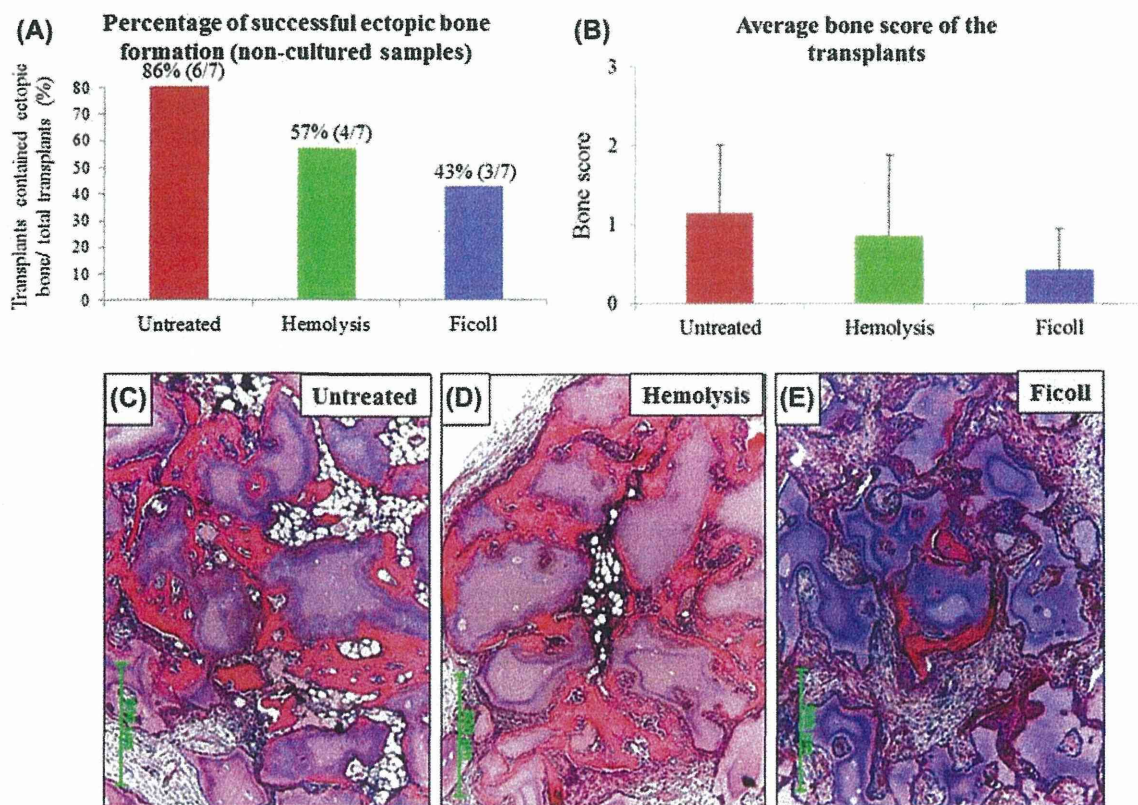 (A)
Percentage of successful ectopic bone
formation (non-cultured samples)
Transplants contained ectopic
bone/ total transplants (%)
80
70
60
50
40
30
20
10
0
86% (6/7)
57% (4/7)
43% (3/7)
Untreated
Hemolysis
Ficoll
(B)
Average bone score of the
transplants
Bone score
3
2
1
0
Untreated
Hemolysis
Ficoll
(C)
Untreated
(D)
Hemolysis
(E)
Ficoll